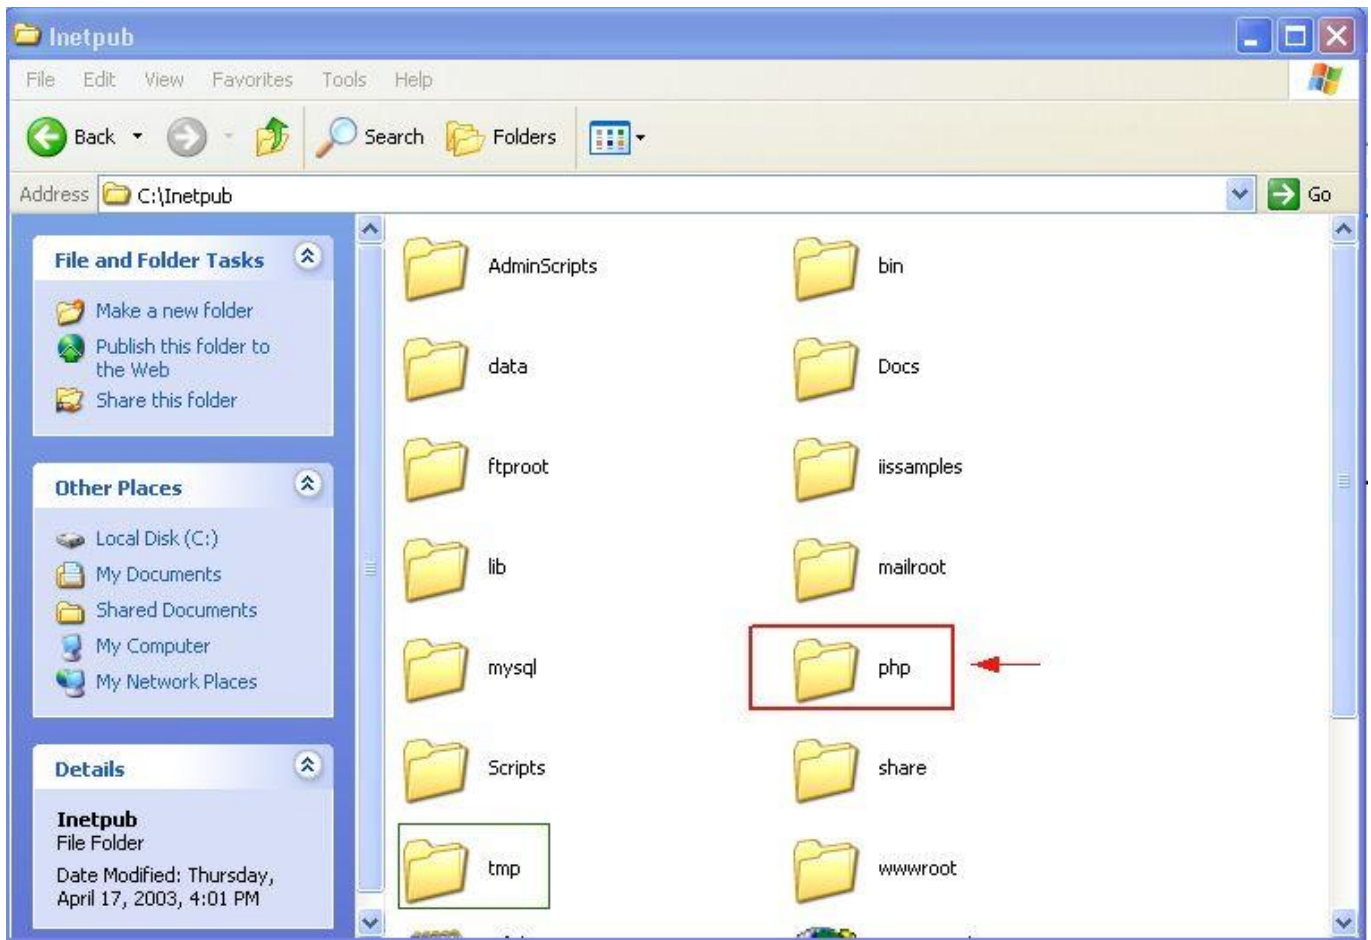 Inetpub
File Edit View Favorites Tools Help
Back Search Folders
Address C:\Inetpub Go
File and Folder Tasks
Make a new folder
Publish this folder to
the Web
Share this folder
Other Places
Local Disk (C:)
My Documents
Shared Documents
My Computer
My Network Places
Details
Inetpub
File Folder
Date Modified: Thursday,
April 17, 2003, 4:01 PM
AdminScripts bin
data Docs
ftproot iissamples
lib mailroot
mysql php
Scripts share
tmp wwwroot